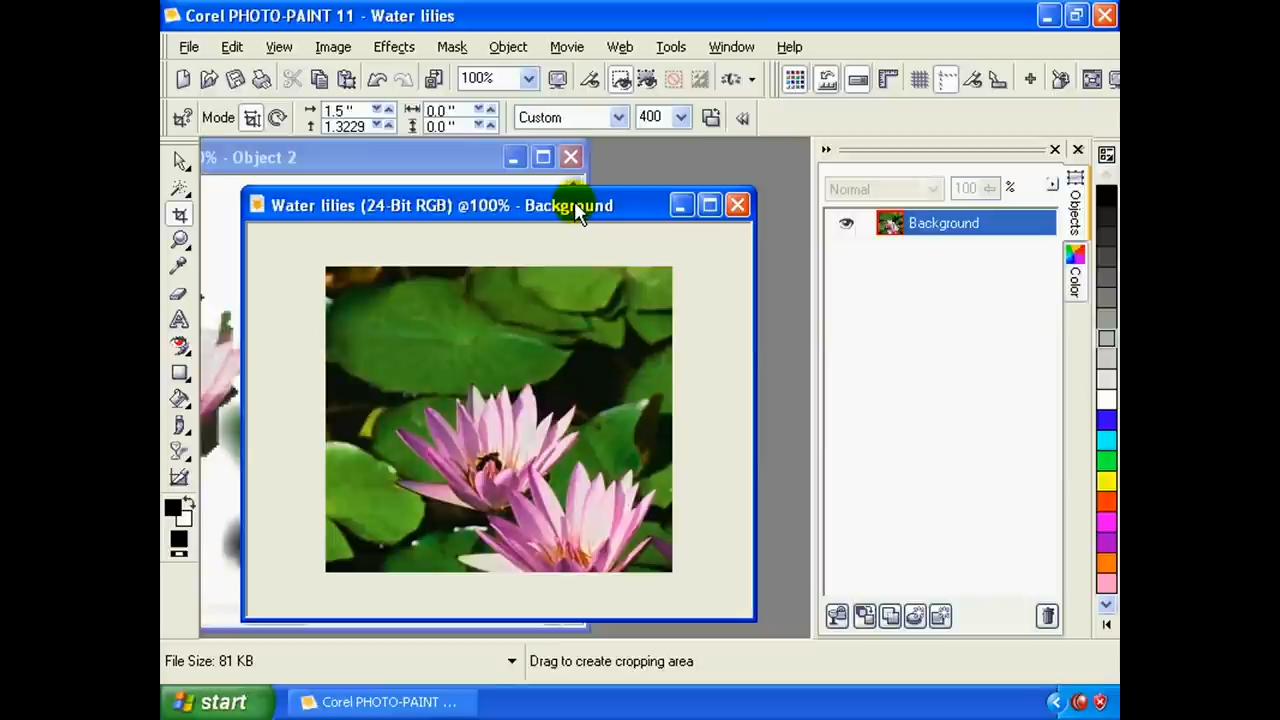 Corel PHOTO-PAINT 11 - Water lilies
File Edit View Image Effects Mask Object Movie Web Tools Window Help
100%
Mode 1.5 " 0.0 " Custom 400
1.3229 0.0 "
0% - Object 2
Normal 100 %
Water lilies (24-Bit RGB) @100% - Background
Background
Objects
Color
File Size: 81 KB Drag to create cropping area
start Corel PHOTO-PAINT ...